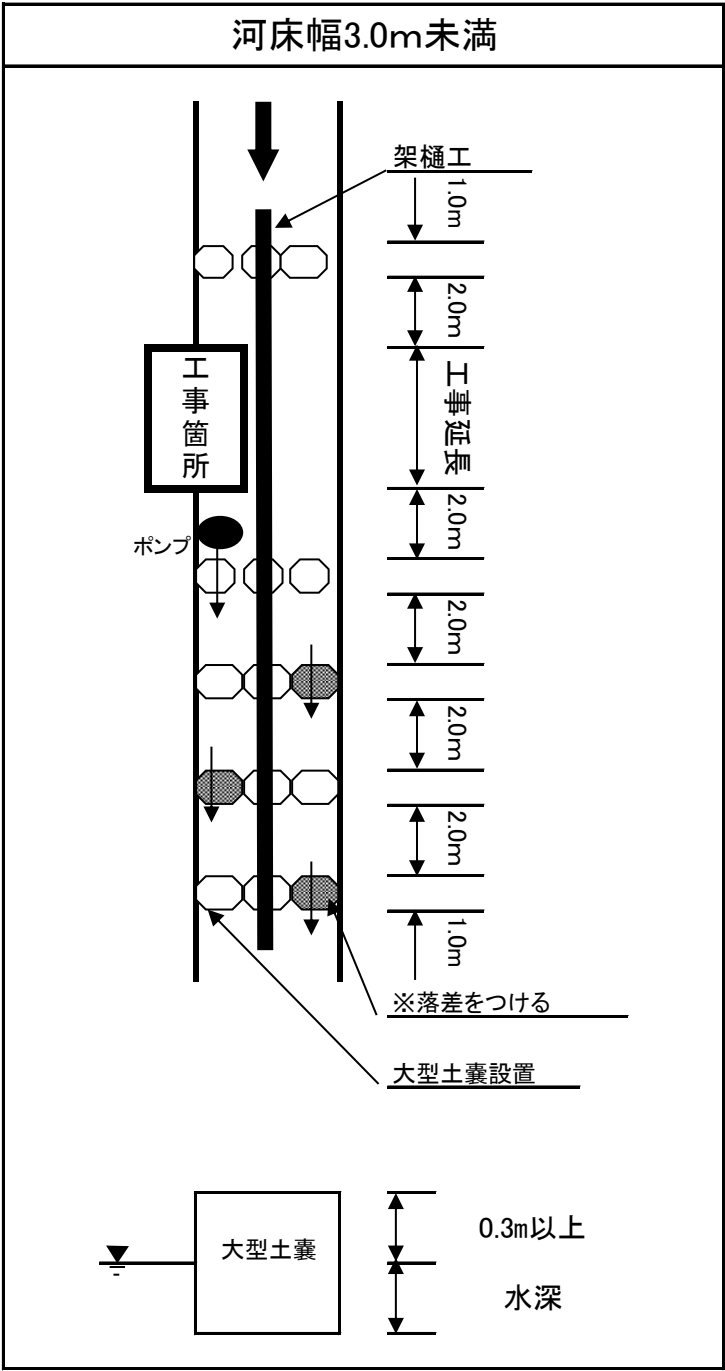 河床幅3.0m未満
架樋工
1.0m
2.0m
工事箇所
工事延長
2.0m
ポンプ
2.0m
2.0m
2.0m
1.0m
※落差をつける
大型土嚢設置
大型土嚢
0.3m以上
水深